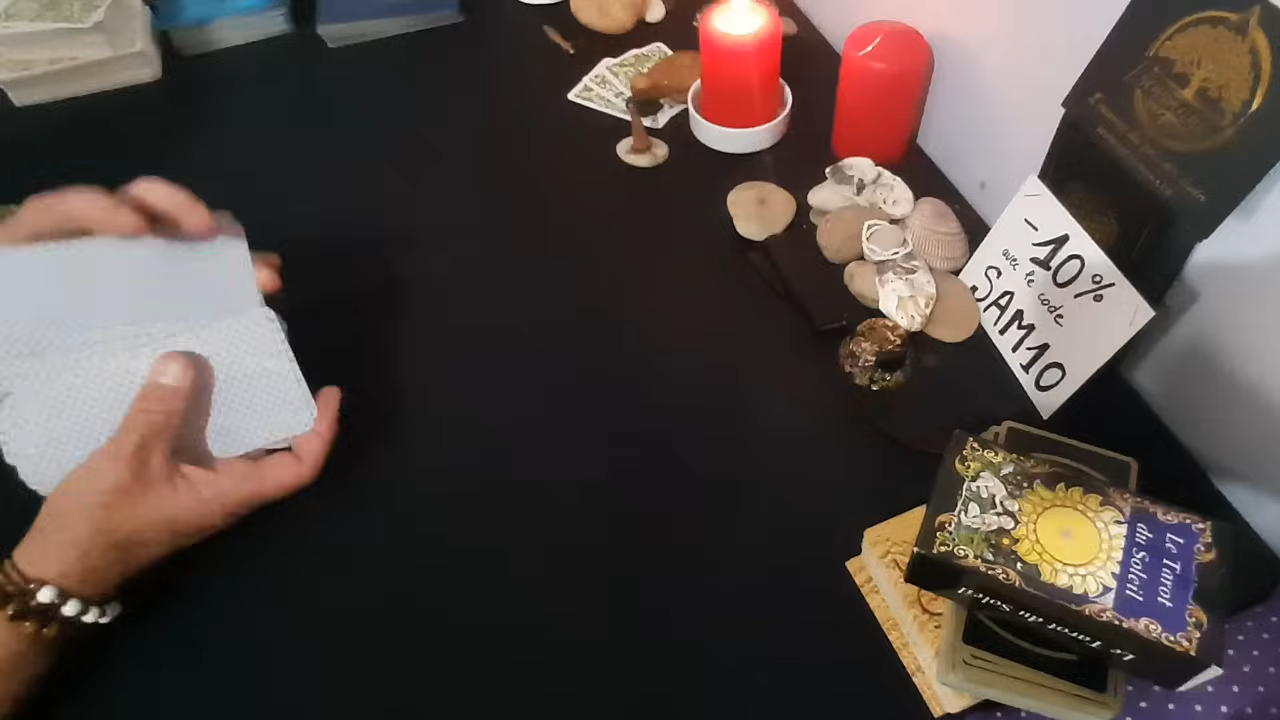 -10%
avec le code
SAM10
Le Tarot
du Soleil
Le Tarot du Soleil